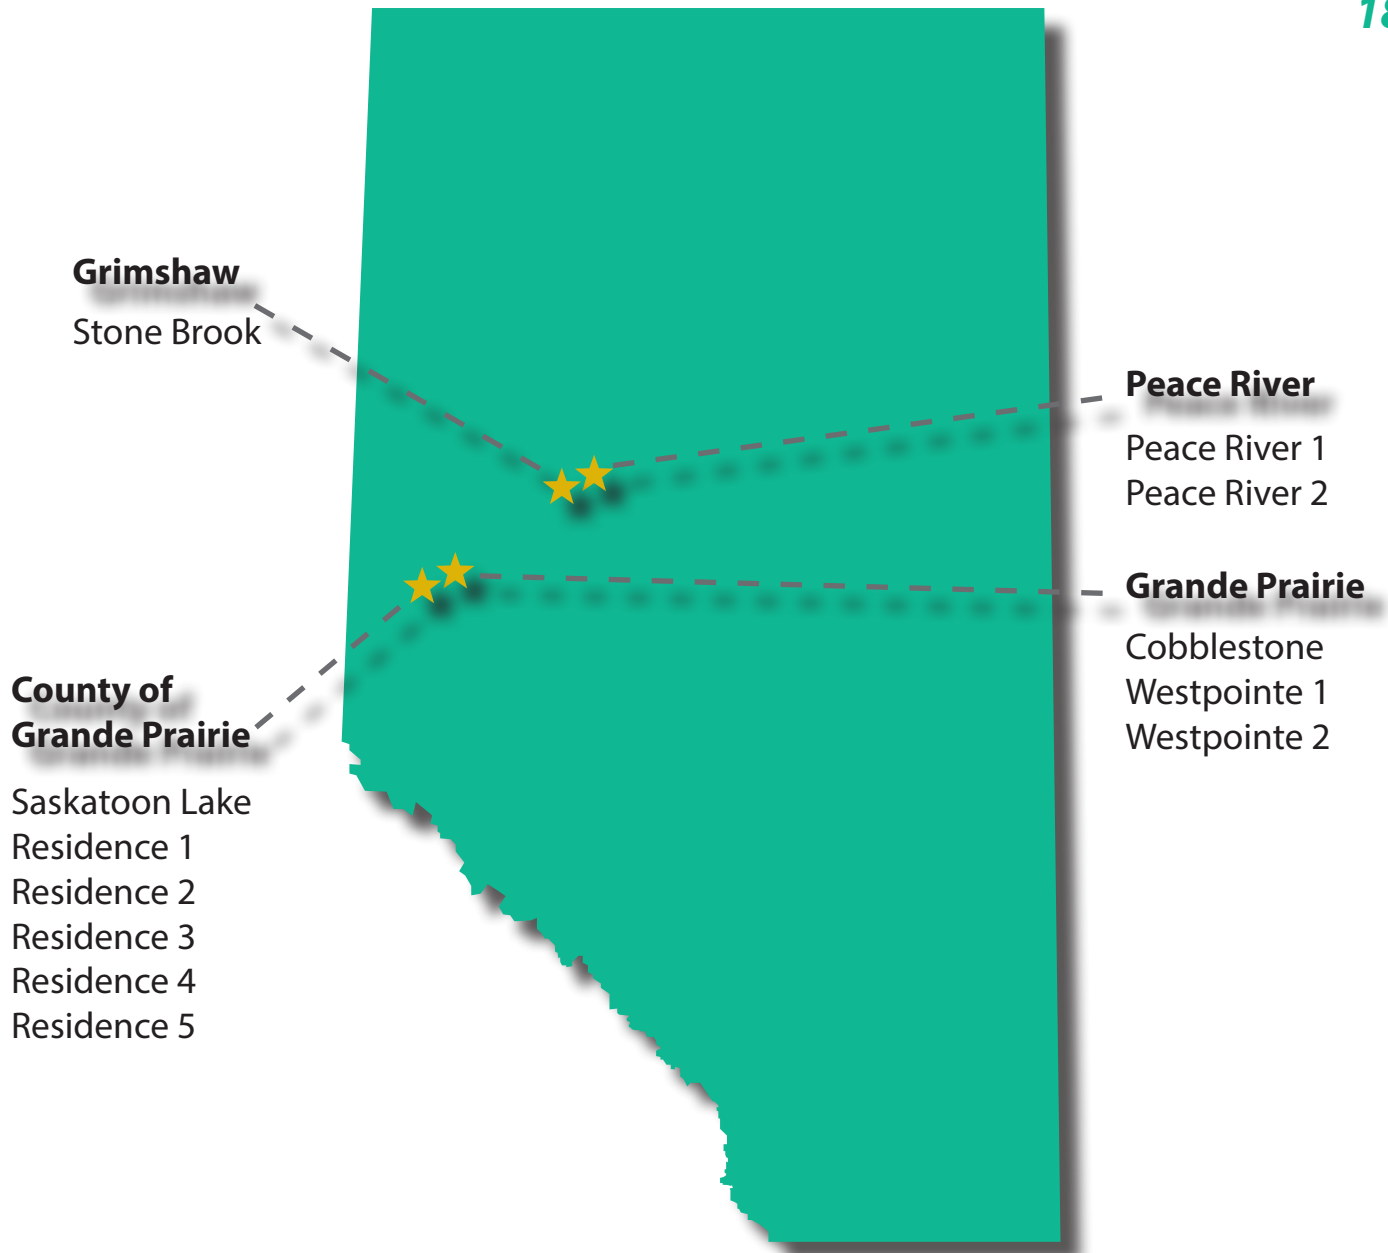 18
Grimshaw
Stone Brook
Peace River
Peace River 1
Peace River 2
Grande Prairie
Cobblestone
Westpointe 1
Westpointe 2
County of
Grande Prairie
Saskatoon Lake
Residence 1
Residence 2
Residence 3
Residence 4
Residence 5